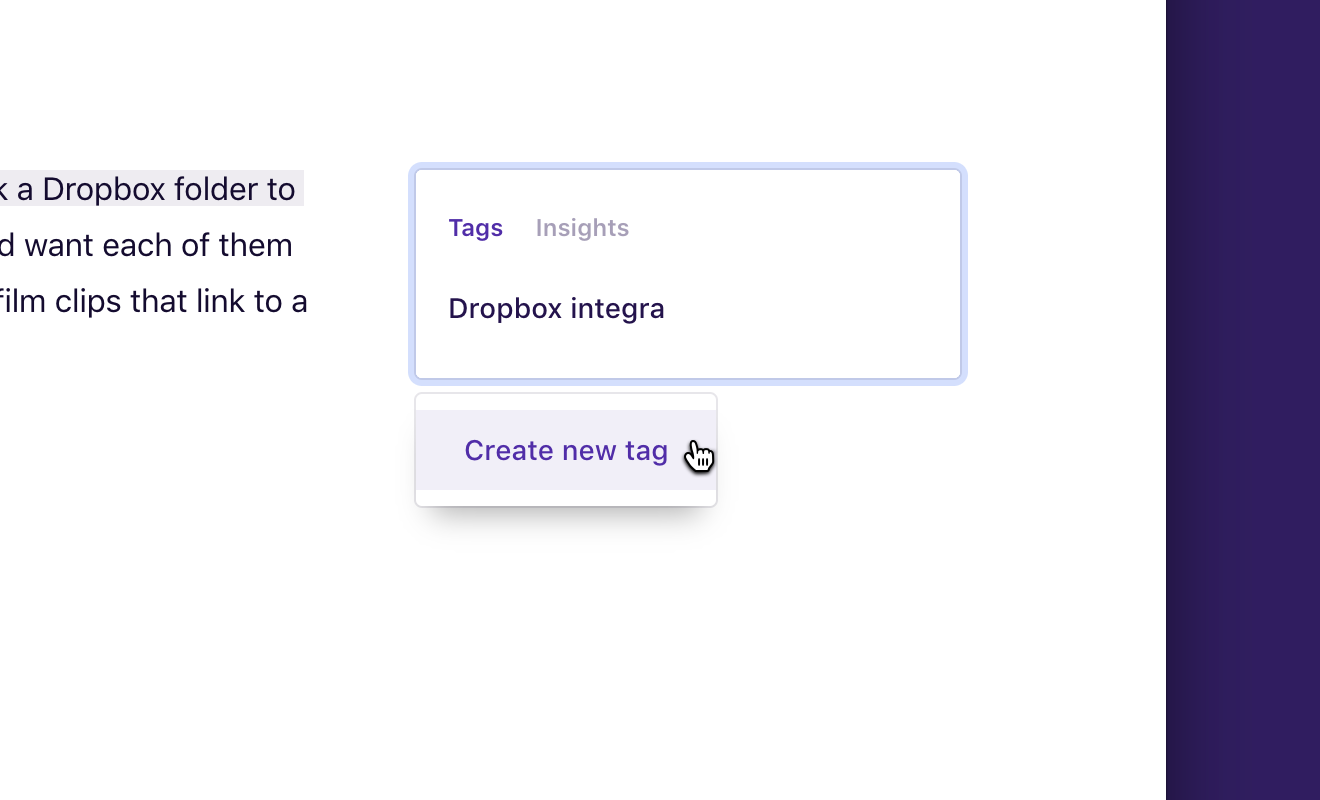 k a Dropbox folder to
d want each of them
film clips that link to a
Tags Insights
Dropbox integra
Create new tag